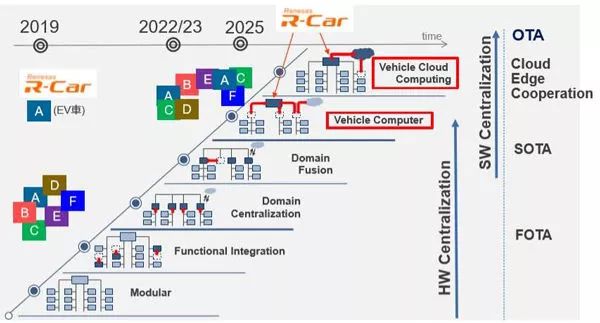 2019
2022/23
2025
time
Renesas
R-Car
Renesas
R-Car
A
(EV車)
A
B
E
A
C
C
D
F
D
A
F
B
E
C
Vehicle Cloud
Computing
Vehicle Computer
Domain
Fusion
Domain
Centralization
Functional Integration
Modular
HW Centralization
SW Centralization
OTA
Cloud
Edge
Cooperation
SOTA
FOTA